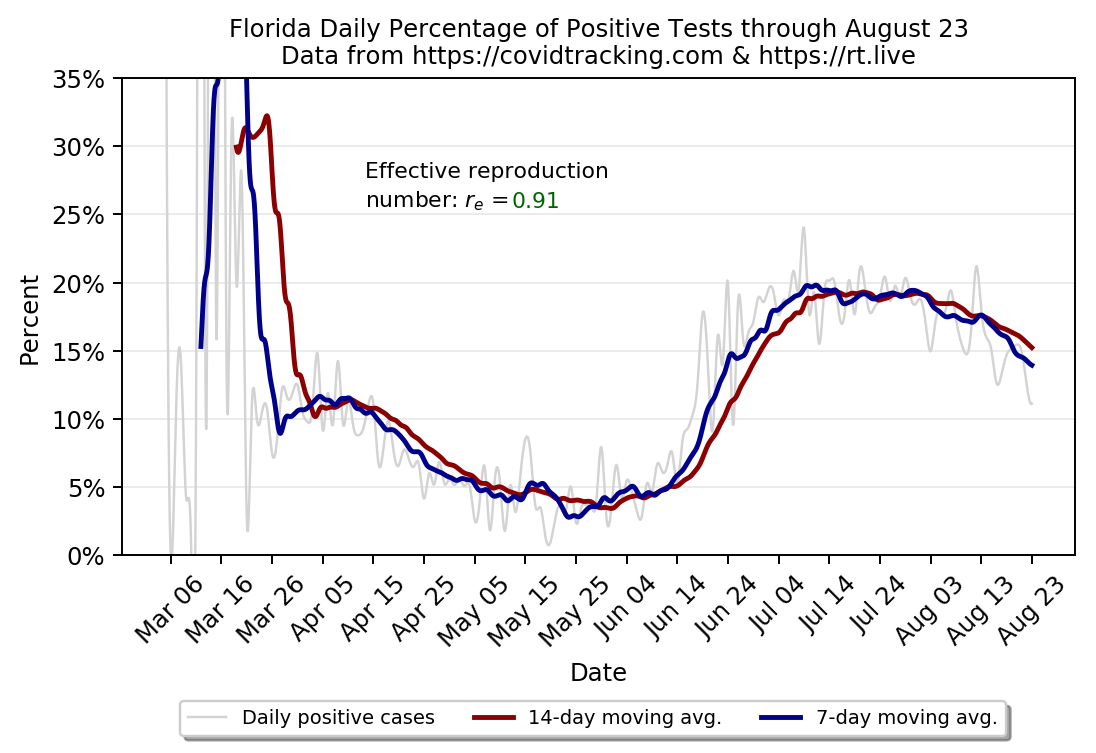 Florida Daily Percentage of Positive Tests through August 23
Data from https://covidtracking.com & https://rt.live
35%
30%
25%
20%
15%
10%
5%
0%
Percent
Effective reproduction
number: rₑ = 0.91
Mar 06
Mar 16
Mar 26
Apr 05
Apr 15
Apr 25
May 05
May 15
May 25
Jun 04
Jun 14
Jun 24
Jul 04
Jul 14
Jul 24
Aug 03
Aug 13
Aug 23
Date
Daily positive cases
14-day moving avg.
7-day moving avg.